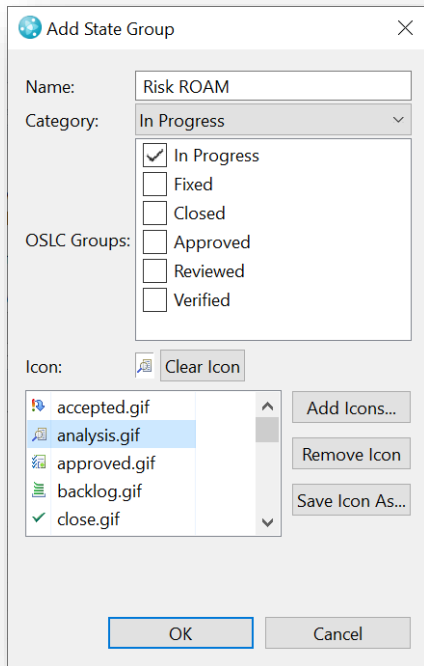 Add State Group
Name: Risk ROAM
Category: In Progress
OSLC Groups:
In Progress
Fixed
Closed
Approved
Reviewed
Verified
Icon: Clear Icon
accepted.gif
analysis.gif
approved.gif
backlog.gif
close.gif
Add Icons...
Remove Icon
Save Icon As...
OK Cancel